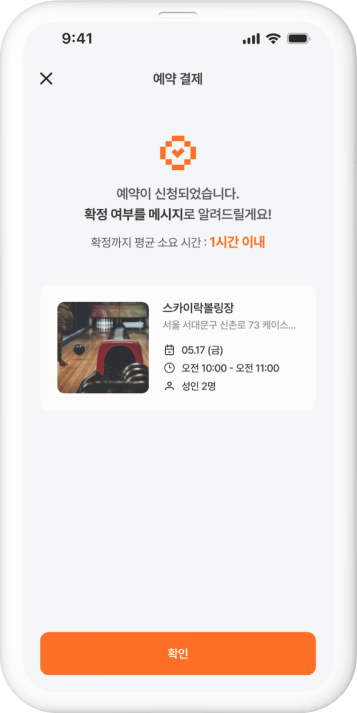 9:41
예약 결제
예약이 신청되었습니다.
확정 여부를 메시지로 알려드릴게요!
확정까지 평균 소요 시간 : 1시간 이내
스카이락볼링장
서울 서대문구 신촌로 73 케이스...
05.17 (금)
오전 10:00 - 오전 11:00
성인 2명
확인